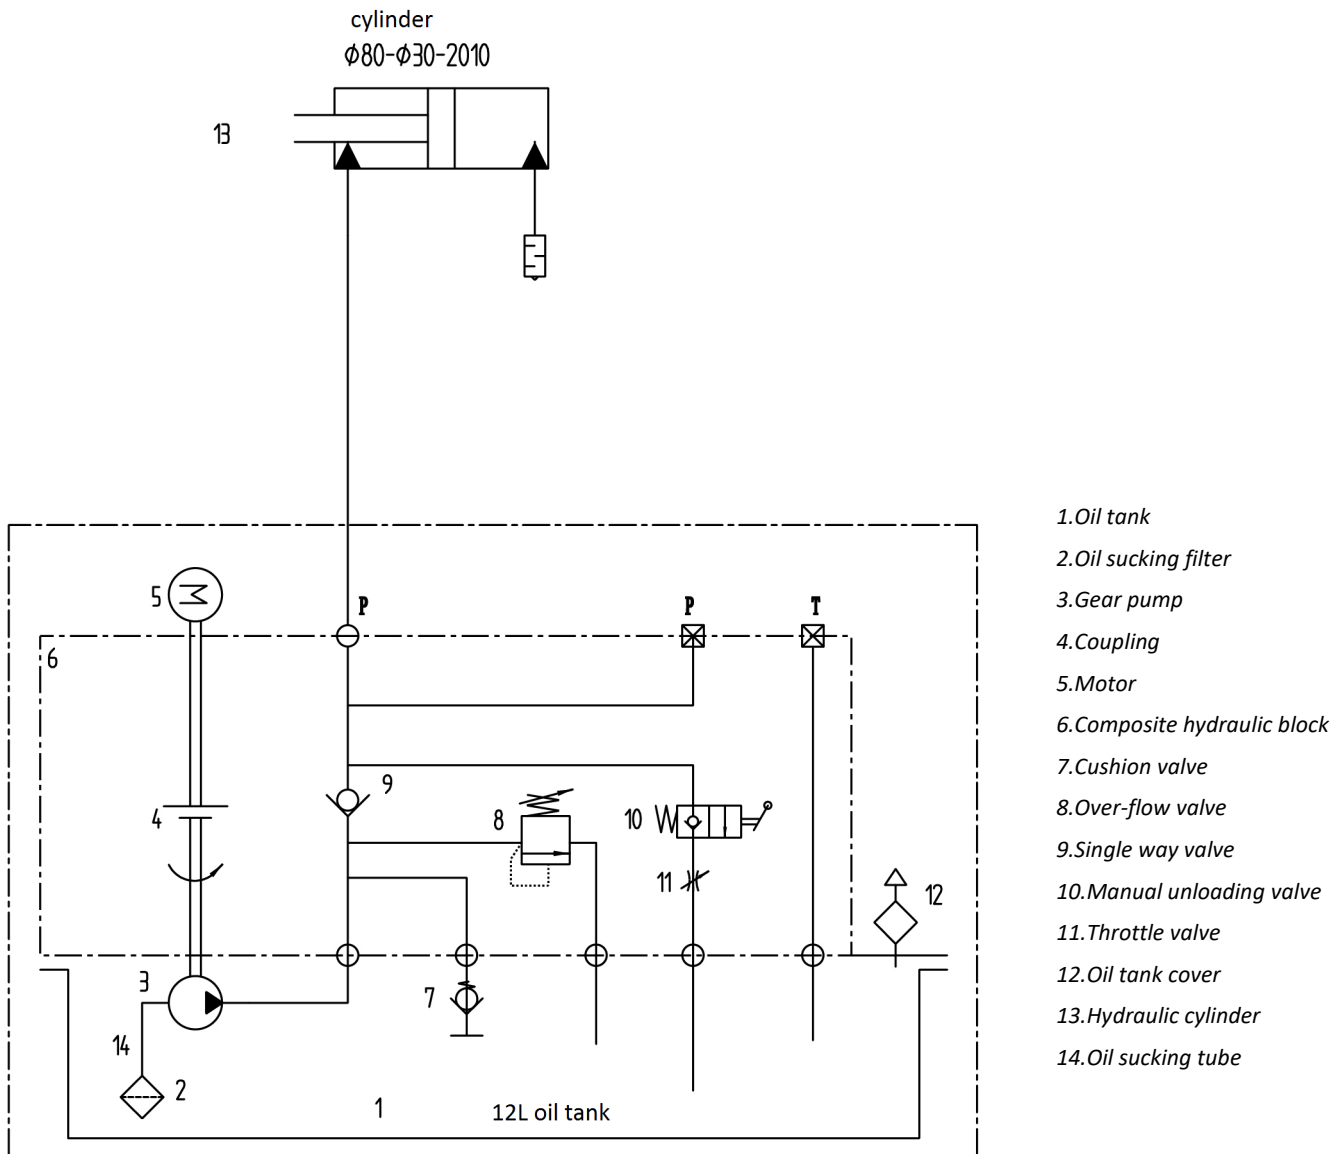 cylinder
Φ80-Φ30-2010
13
5
P
P
T
6
9
4
8
10
11
12
3
7
14
2
1
12L oil tank
1.Oil tank
2.Oil sucking filter
3.Gear pump
4.Coupling
5.Motor
6.Composite hydraulic block
7.Cushion valve
8.Over-flow valve
9.Single way valve
10.Manual unloading valve
11.Throttle valve
12.Oil tank cover
13.Hydraulic cylinder
14.Oil sucking tube